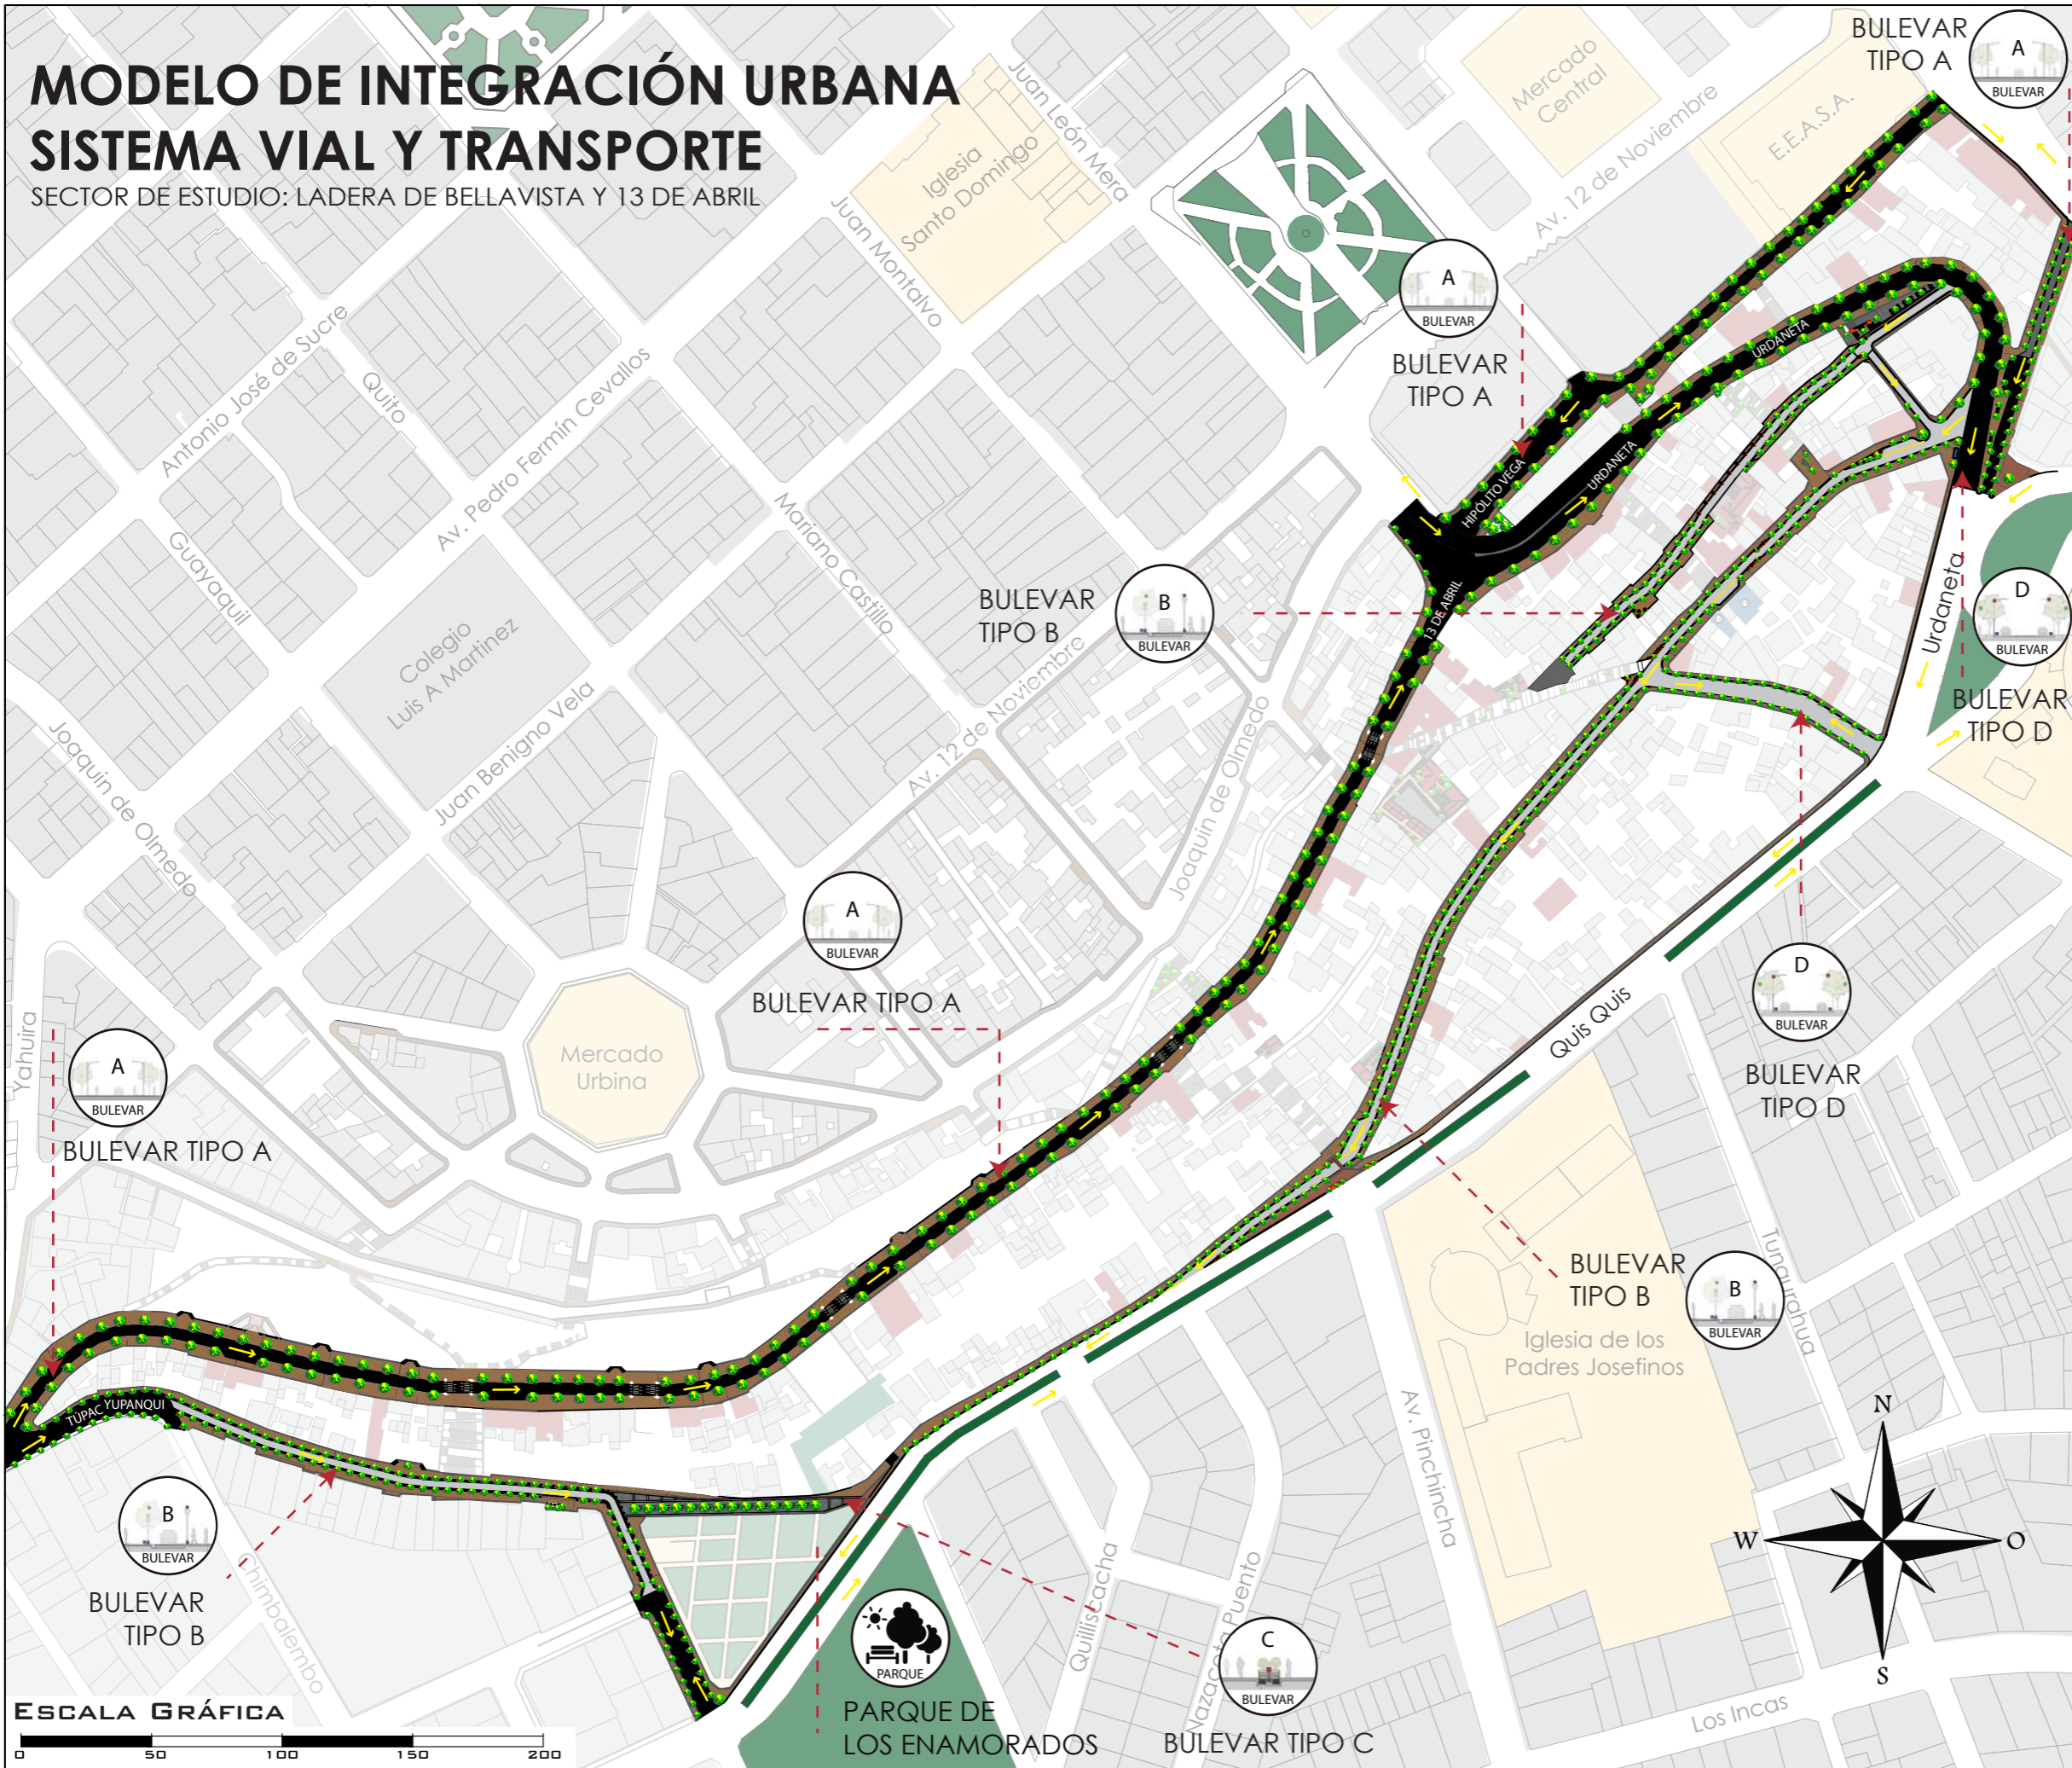 MODELO DE INTEGRACIÓN URBANA
SISTEMA VIAL Y TRANSPORTE
SECTOR DE ESTUDIO: LADERA DE BELLAVISTA Y 13 DE ABRIL
BULEVAR
TIPO A
A
BULEVAR
Mercado
Central
E.E.A.S.A.
Juan León Mera
Iglesia
Santo Domingo
Av. 12 de Noviembre
Juan Montalvo
A
BULEVAR
BULEVAR
TIPO A
Antonio José de Sucre
Quito
Av. Pedro Fermín Cevallos
URDANETA
URDANETA
HIPÓLITO VEGA
Mariano Castillo
Guayaquil
Colegio
Luis A Martinez
13 DE ABRIL
Urdaneta
BULEVAR
TIPO B
B
BULEVAR
D
BULEVAR
BULEVAR
TIPO D
Juan Benigno Vela
Av. 12 de Noviembre
Joaquin de Olmedo
Joaquin de Olmedo
A
BULEVAR
BULEVAR TIPO A
D
BULEVAR
BULEVAR
TIPO D
Quis Quis
Yahuira
Mercado
Urbina
A
BULEVAR
BULEVAR TIPO A
BULEVAR
TIPO B
B
BULEVAR
Tungurahua
Iglesia de los
Padres Josefinos
TÚPAC YUPANQUI
Av. Pinchincha
B
BULEVAR
BULEVAR
TIPO B
Chimbalembo
Quilliscacha
Nazacota Puento
PARQUE
PARQUE DE
LOS ENAMORADOS
C
BULEVAR
BULEVAR TIPO C
Los Incas
N
W
O
S
ESCALA GRÁFICA
0 50 100 150 200